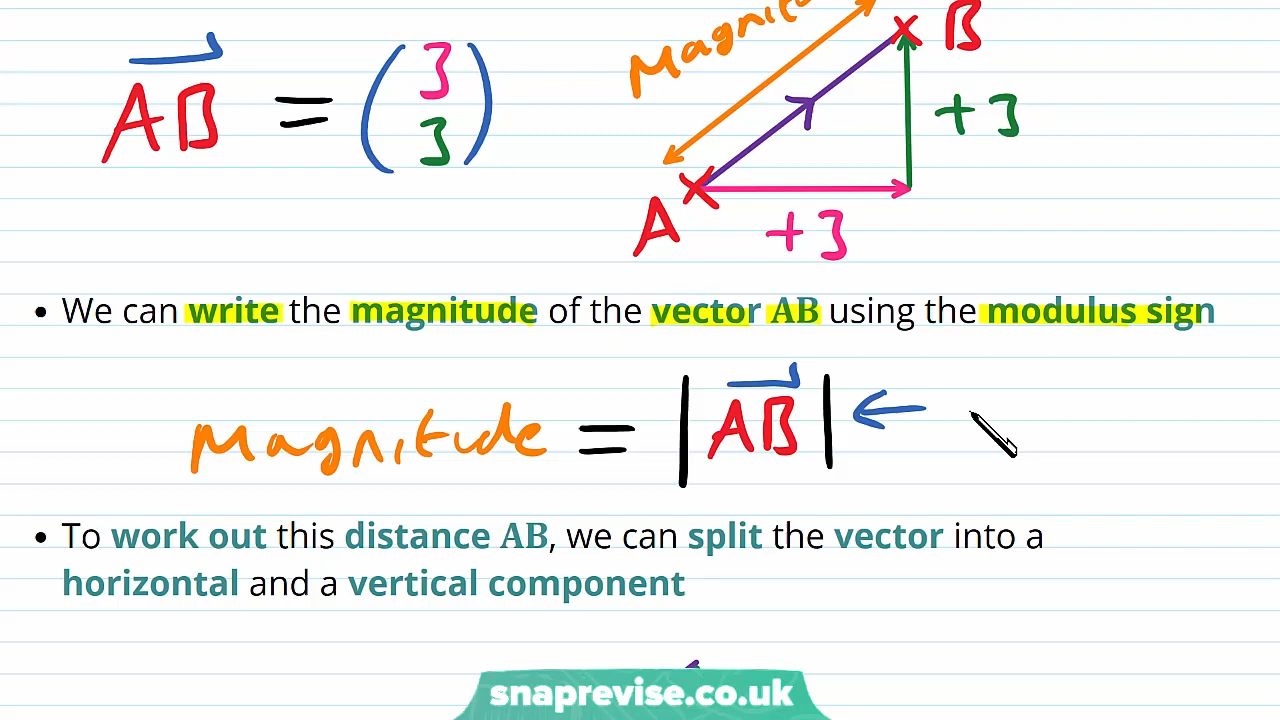 Magnitu
B
AB = (3
3)
+3
A
+3
• We can write the magnitude of the vector AB using the modulus sign
Magnitude = |AB| ←
• To work out this distance AB, we can split the vector into a
horizontal and a vertical component
snaprevise.co.uk